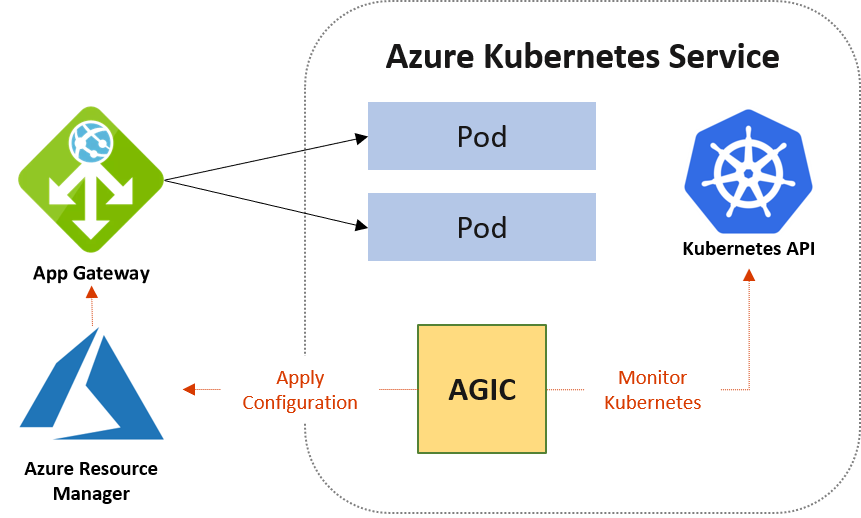 Azure Kubernetes Service
Pod
Pod
App Gateway
Kubernetes API
Apply
Configuration
AGIC
Monitor
Kubernetes
Azure Resource
Manager